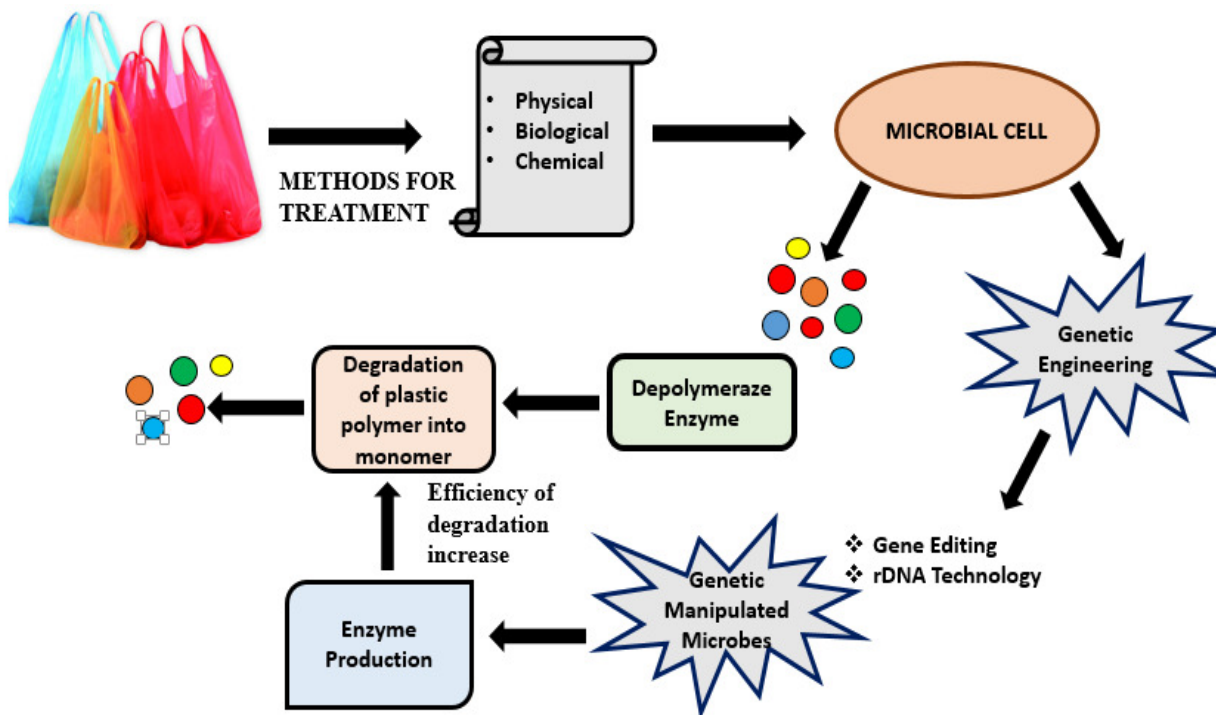 METHODS FOR
TREATMENT
• Physical
• Biological
• Chemical
MICROBIAL CELL
Genetic
Engineering
Depolymeraze
Enzyme
Degradation
of plastic
polymer into
monomer
Efficiency of
degradation
increase
❖ Gene Editing
❖ rDNA Technology
Genetic
Manipulated
Microbes
Enzyme
Production